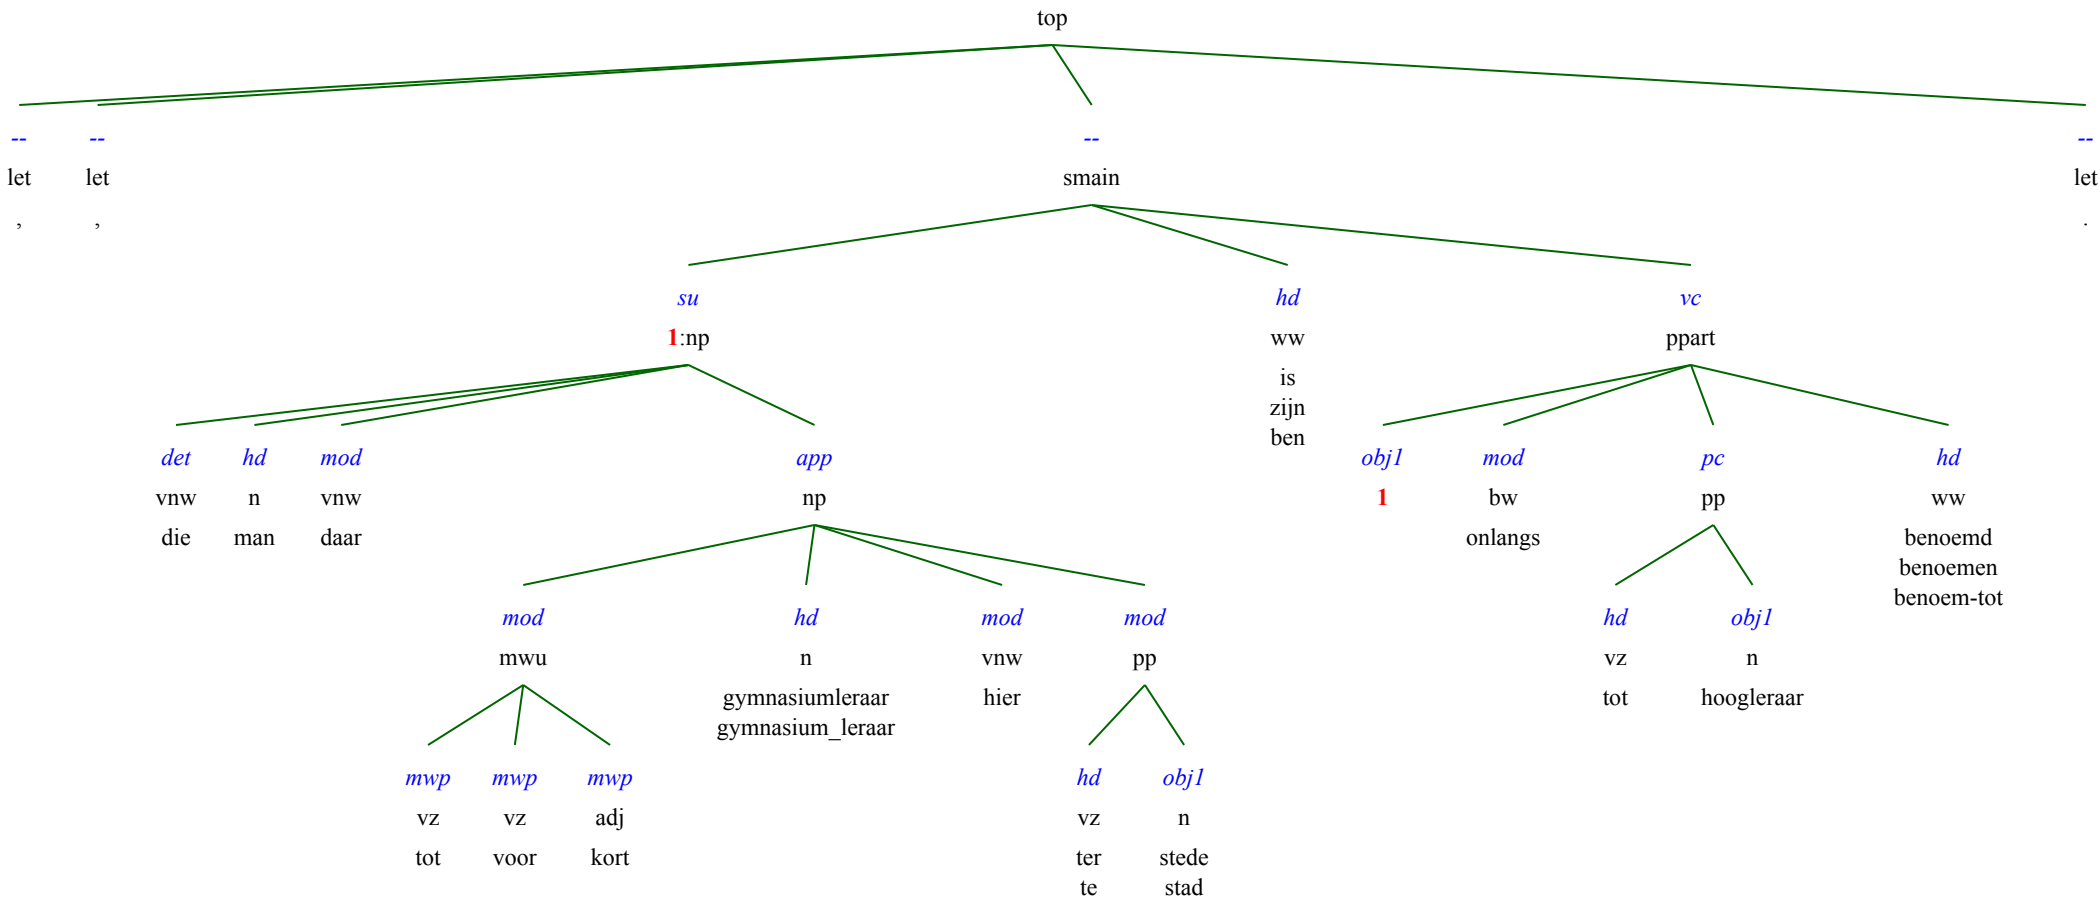 top
-- -- -- --
let let smain let
, , .
su hd vc
1:np ww ppart
is
zijn
ben
det hd mod app obj1 mod pc hd
vnw n vnw np 1 bw pp ww
die man daar onlangs benoemd
benoemen
benoem-tot
mod hd mod mod hd obj1
mwu n vnw pp vz n
gymnasiumleraar hier tot hoogleraar
gymnasium_leraar
mwp mwp mwp hd obj1
vz vz adj vz n
tot voor kort ter stede
te stad